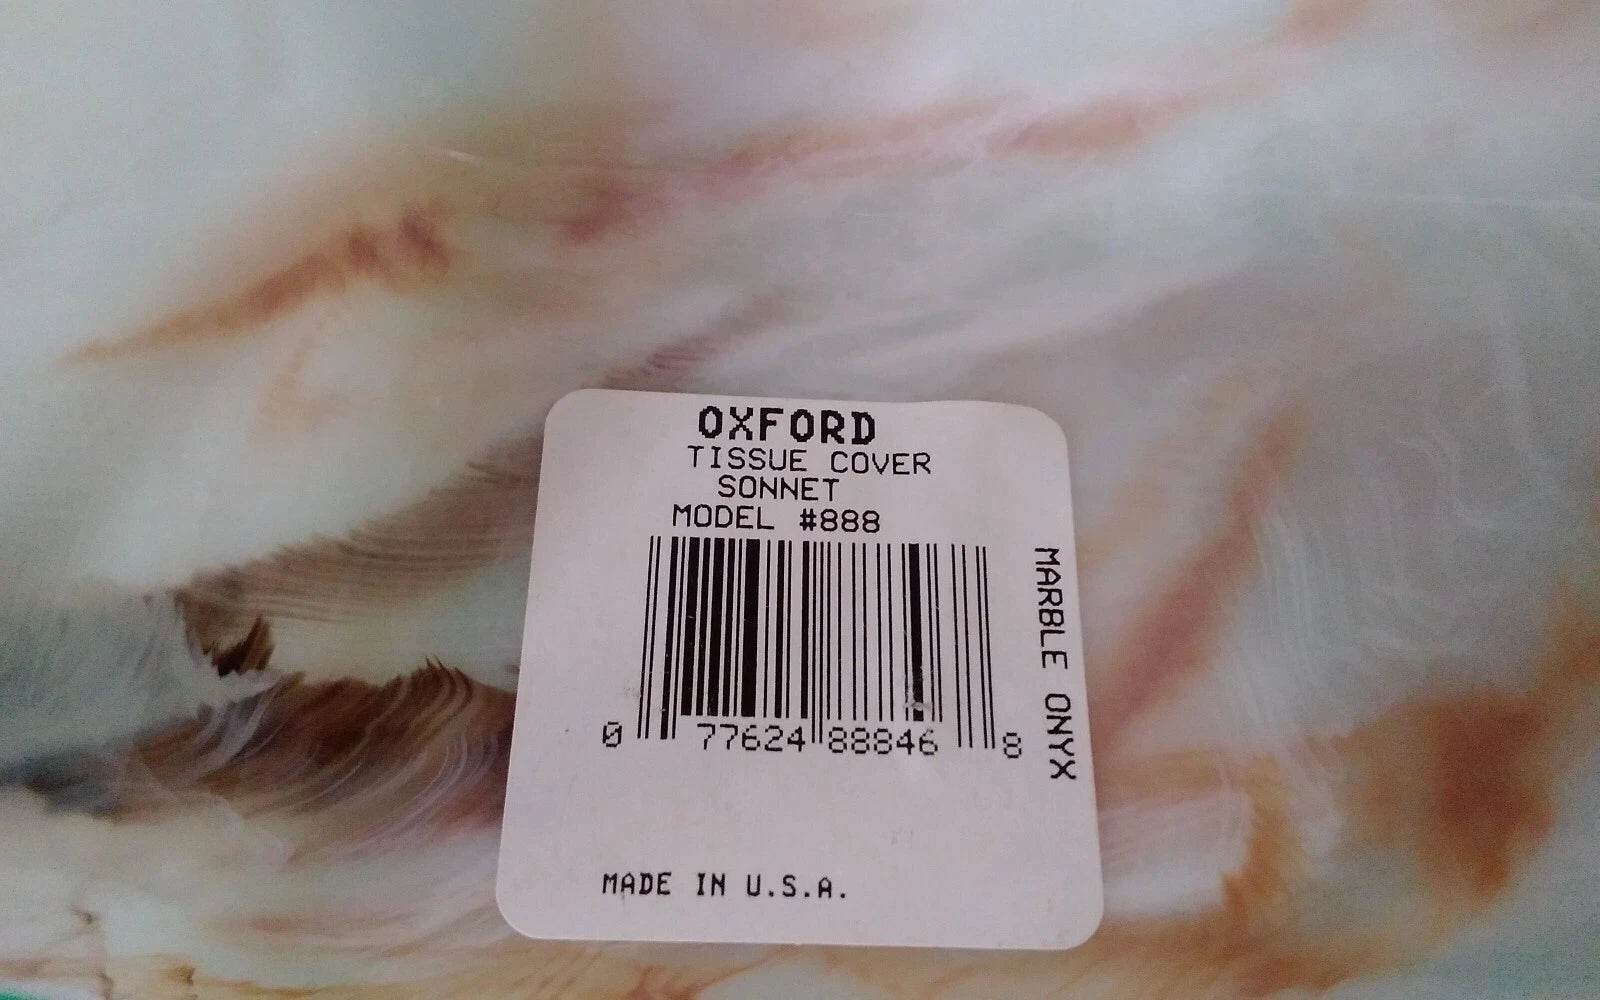 OXFORD
TISSUE COVER
SONNET
MODEL #888
MARBLE ONYX
0 77624 88846 8
MADE IN U.S.A.